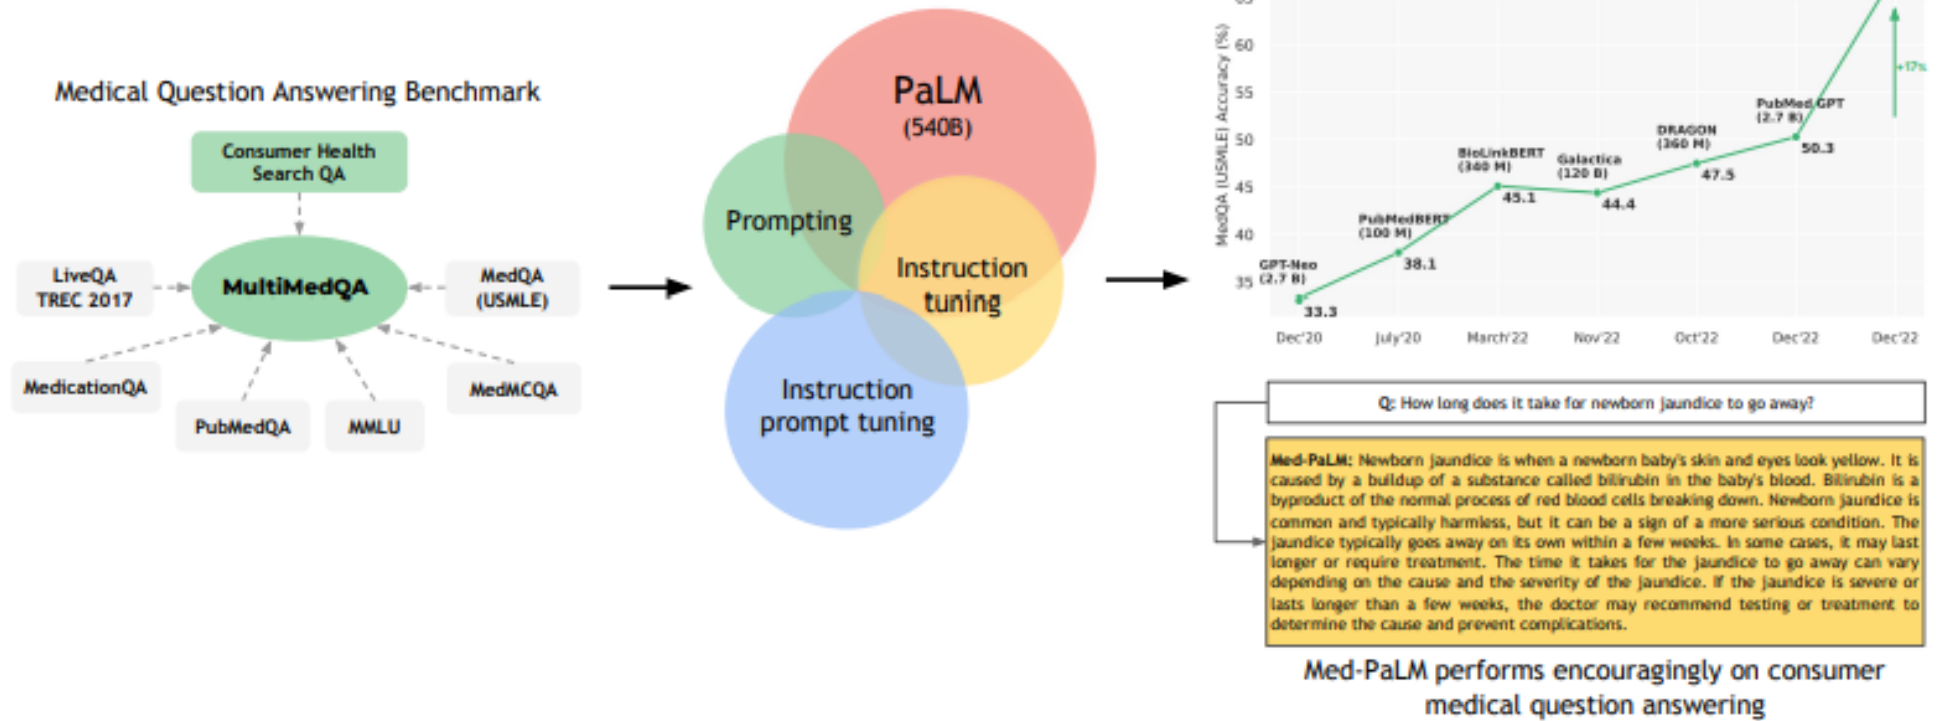 Medical Question Answering Benchmark
Consumer Health
Search QA
MultiMedQA
LiveQA
TREC 2017
MedQA
(USMLE)
MedicationQA
PubMedQA
MMLU
MedMCQA
PaLM
(540B)
Prompting
Instruction
tuning
Instruction
prompt tuning
MedQA (USMLE) Accuracy (%)
60
55
50
45
40
35
GPT-Neo
(2.7 B)
33.3
PubMedBERT
(100 M)
38.1
BioLinkBERT
(340 M)
45.1
Galactica
(120 B)
44.4
DRAGON
(360 M)
47.5
PubMed GPT
(2.7 B)
50.3
+17%
Dec'20
July'20
March'22
Nov'22
Oct'22
Dec'22
Dec'22
Q: How long does it take for newborn jaundice to go away?
Med-PaLM: Newborn jaundice is when a newborn baby's skin and eyes look yellow. It is
caused by a buildup of a substance called bilirubin in the baby's blood. Bilirubin is a
byproduct of the normal process of red blood cells breaking down. Newborn jaundice is
common and typically harmless, but it can be a sign of a more serious condition. The
jaundice typically goes away on its own within a few weeks. In some cases, it may last
longer or require treatment. The time it takes for the jaundice to go away can vary
depending on the cause and the severity of the jaundice. If the jaundice is severe or
lasts longer than a few weeks, the doctor may recommend testing or treatment to
determine the cause and prevent complications.
Med-PaLM performs encouragingly on consumer
medical question answering